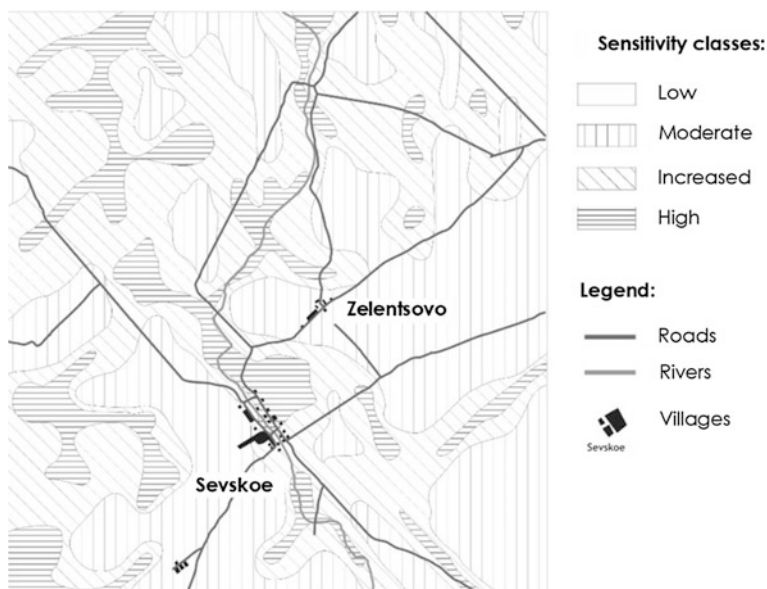 Sensitivity classes:
Low
Moderate
Increased
High
Legend:
Roads
Rivers
Villages
Sevskoe
Zelentsovo
Sevskoe